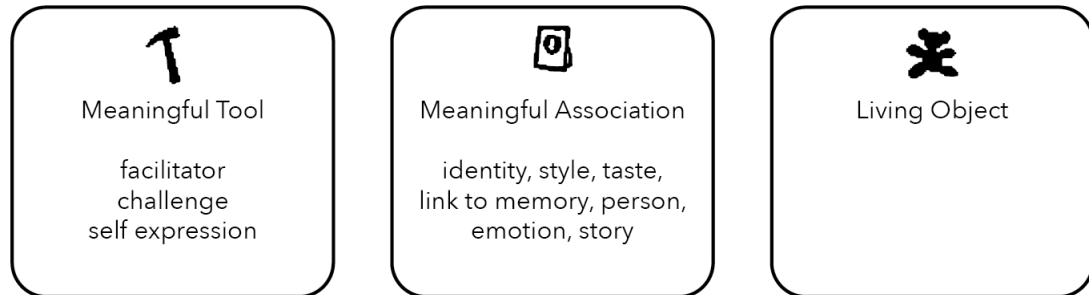 Meaningful Tool
facilitator
challenge
self expression
Meaningful Association
identity, style, taste,
link to memory, person,
emotion, story
Living Object